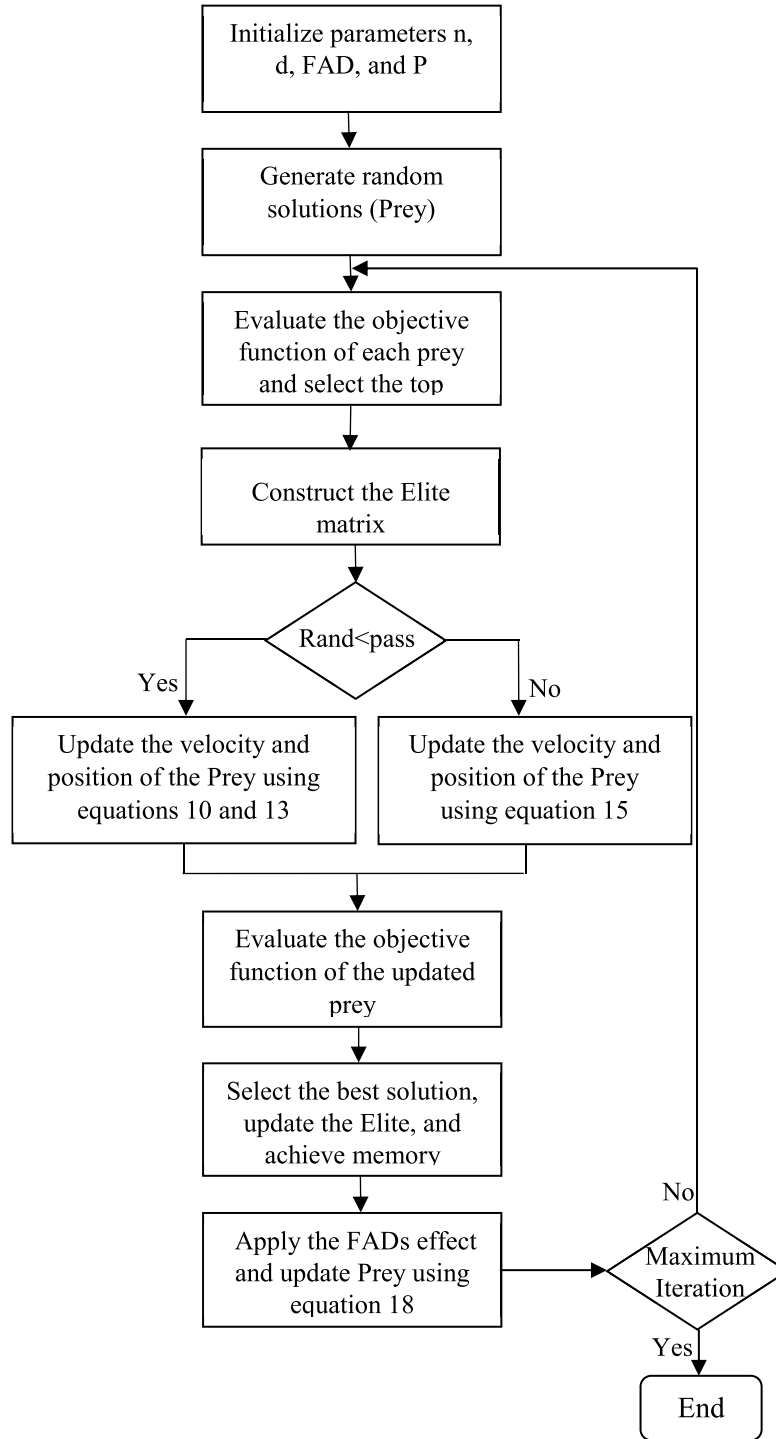 Initialize parameters n,
d, FAD, and P
Generate random
solutions (Prey)
Evaluate the objective
function of each prey
and select the top
Construct the Elite
matrix
Rand<pass
Yes
No
Update the velocity and
position of the Prey using
equations 10 and 13
Update the velocity and
position of the Prey
using equation 15
Evaluate the objective
function of the updated
prey
Select the best solution,
update the Elite, and
achieve memory
Apply the FADs effect
and update Prey using
equation 18
No
Maximum
Iteration
Yes
End